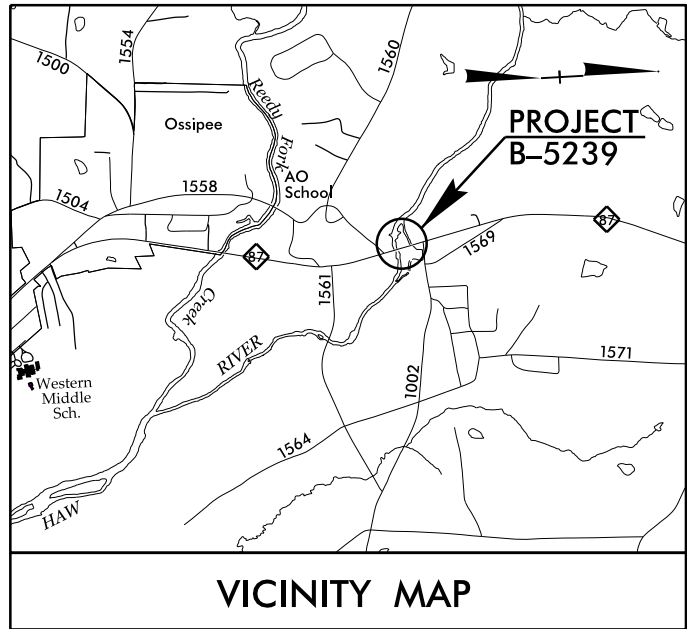 1500
1554
1560
Reedy
Fork
Ossipee
PROJECT
B–5239
AO
School
1558
1504
87
87
1569
Creek
1561
RIVER
1002
1571
Western
Middle
Sch.
1564
HAW
VICINITY MAP